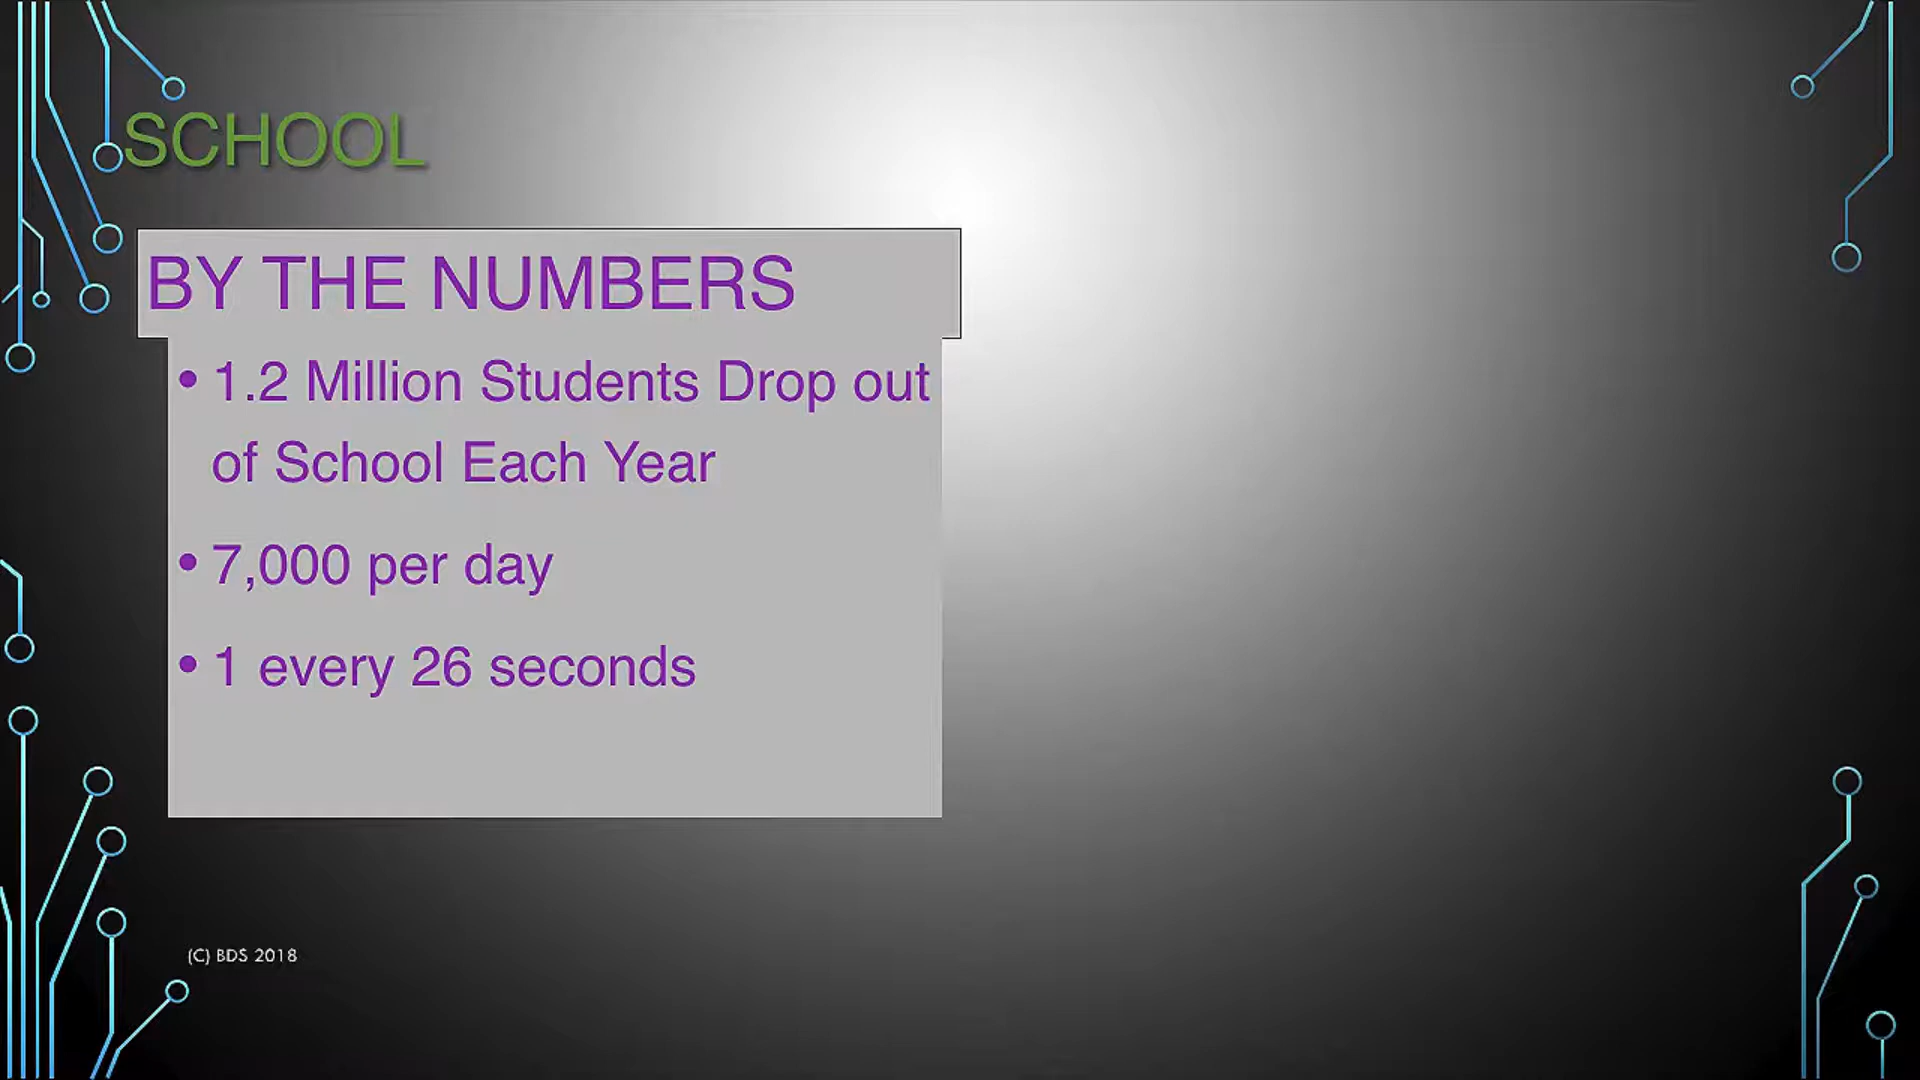 SCHOOL
BY THE NUMBERS
• 1.2 Million Students Drop out
of School Each Year
• 7,000 per day
• 1 every 26 seconds
(C) BDS 2018